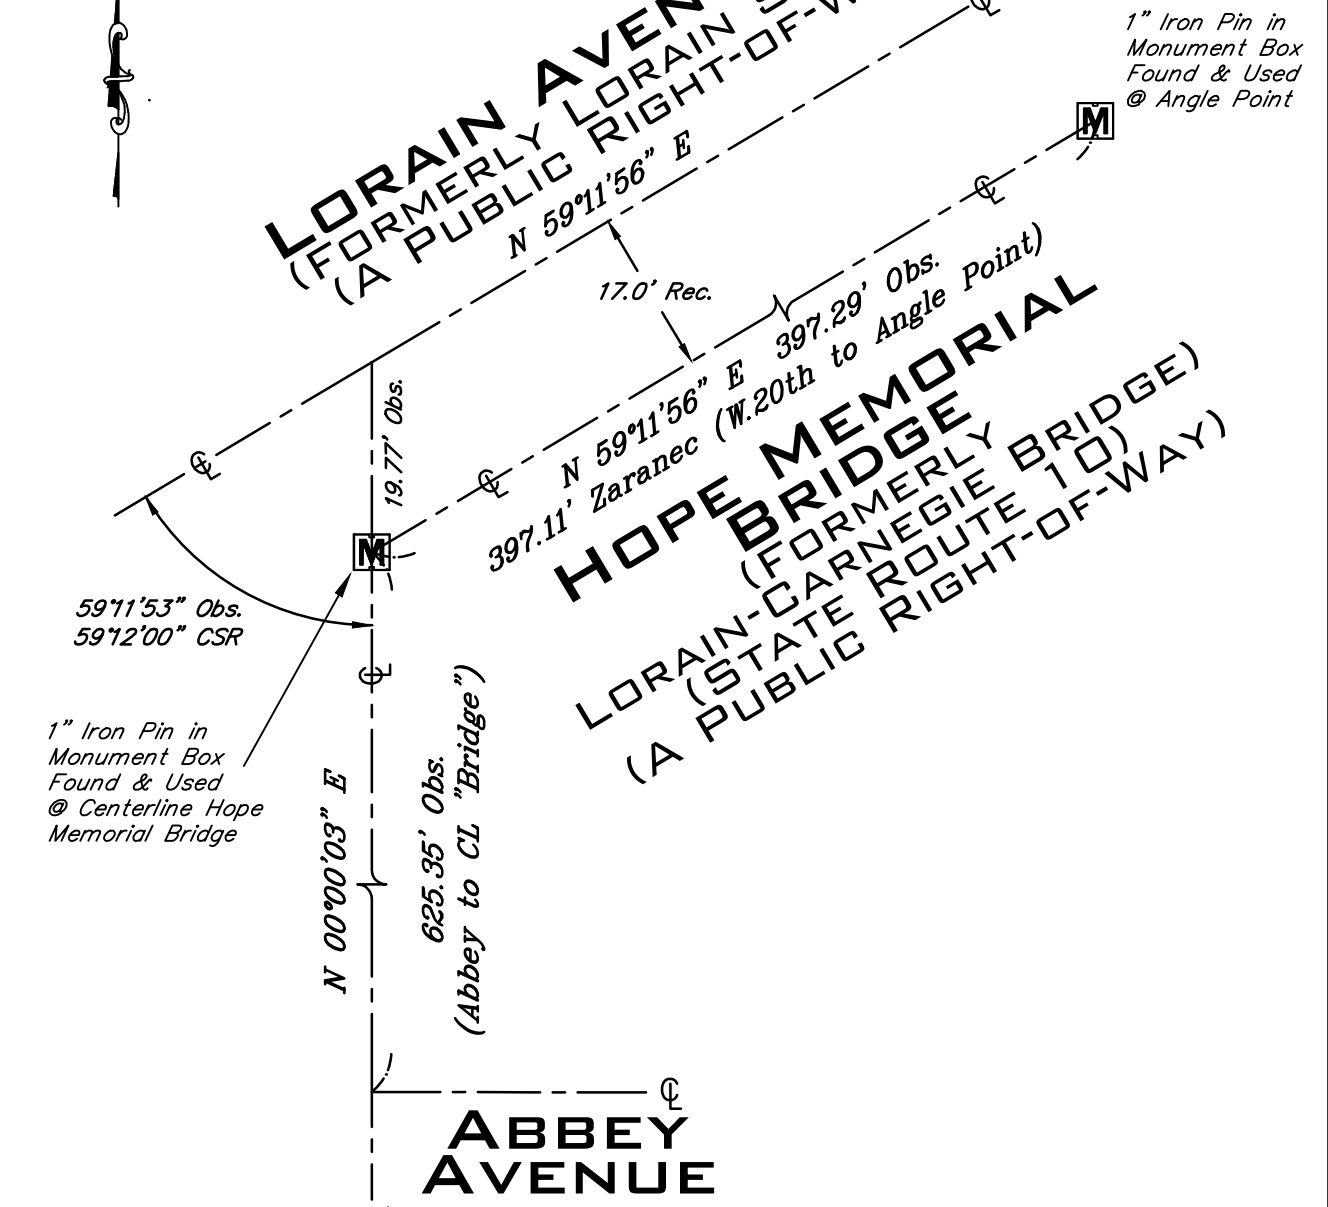 1" Iron Pin in
Monument Box
Found & Used
@ Angle Point
M
LORAIN AVEN
(FORMERLY LORAIN S
(A PUBLIC RIGHT-OF-W
N 59°11'56" E
17.0' Rec.
19.77' Obs.
N 59°11'56" E 397.29' Obs.
397.11' Zaranec (W.20th to Angle Point)
HOPE MEMORIAL
BRIDGE
(FORMERLY
LORAIN-CARNEGIE BRIDGE)
(STATE ROUTE 10)
(A PUBLIC RIGHT-OF-WAY)
M
59°11'53" Obs.
59°12'00" CSR
1" Iron Pin in
Monument Box
Found & Used
@ Centerline Hope
Memorial Bridge
N 00°00'03" E
625.35' Obs.
(Abbey to CL "Bridge")
ABBEY
AVENUE